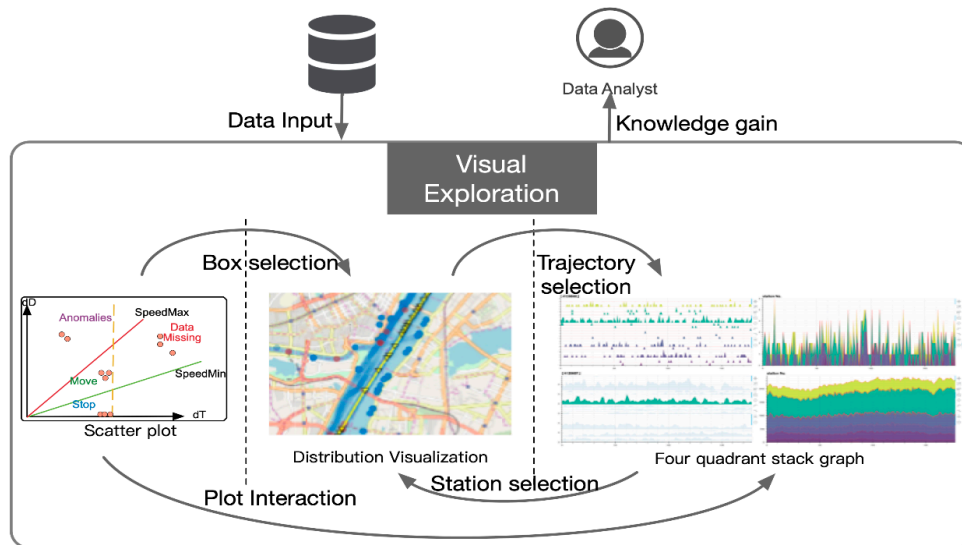 Data Analyst
Data Input
Knowledge gain
Visual
Exploration
Box selection
Trajectory
selection
dD
Anomalies
SpeedMax
Data
Missing
Move
SpeedMin
Stop
dT
Scatter plot
Distribution Visualization
Four quadrant stack graph
Station selection
Plot Interaction